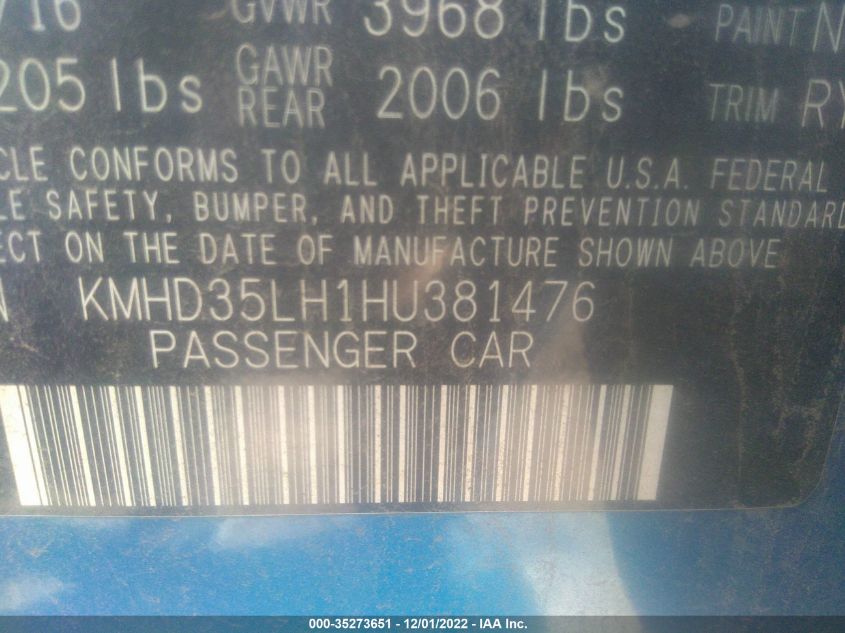 /16 GVWR 3968 lbs PAINT N
205 lbs GAWR REAR 2006 lbs TRIM RY
CLE CONFORMS TO ALL APPLICABLE U.S.A. FEDERAL
LE SAFETY, BUMPER, AND THEFT PREVENTION STANDARD
ECT ON THE DATE OF MANUFACTURE SHOWN ABOVE
N KMHD35LH1HU381476
PASSENGER CAR
000-35273651 - 12/01/2022 - IAA Inc.